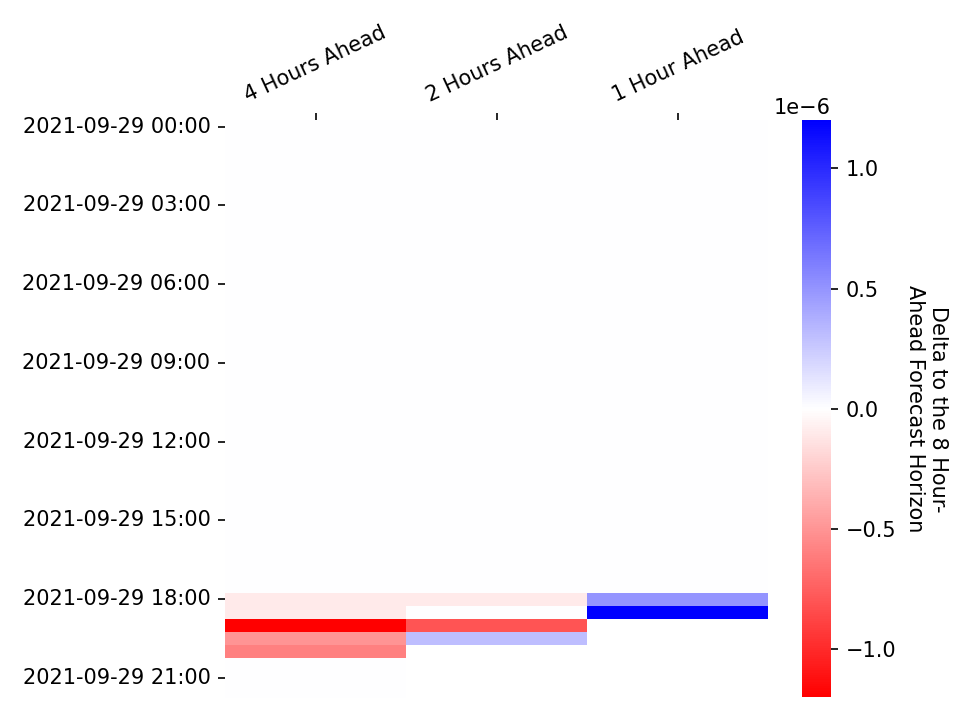 4 Hours Ahead
2 Hours Ahead
1 Hour Ahead
1e−6
2021-09-29 00:00
2021-09-29 03:00
2021-09-29 06:00
2021-09-29 09:00
2021-09-29 12:00
2021-09-29 15:00
2021-09-29 18:00
2021-09-29 21:00
1.0
0.5
0.0
−0.5
−1.0
Delta to the 8 Hour-
Ahead Forecast Horizon